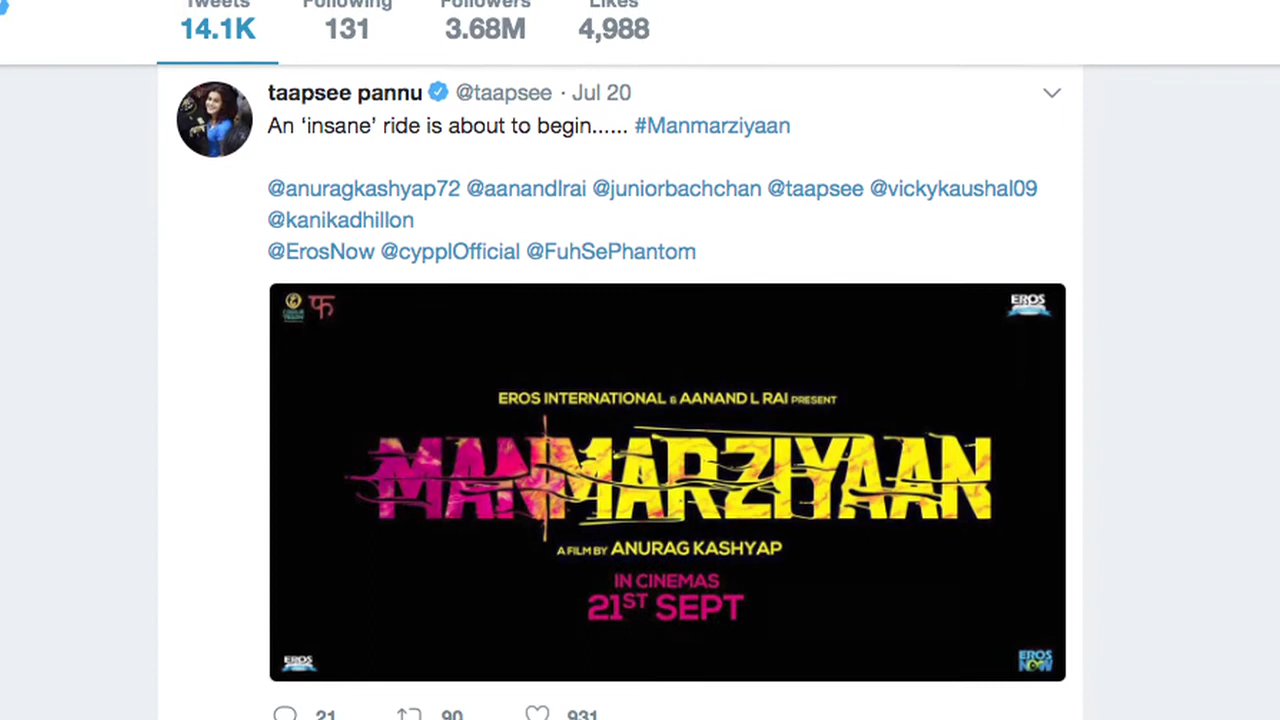 Tweets Following Followers Likes
14.1K 131 3.68M 4,988
taapsee pannu @taapsee · Jul 20
An ‘insane’ ride is about to begin...... #Manmarziyaan
@anuragkashyap72 @aanandlrai @juniorbachchan @taapsee @vickykaushal09
@kanikadhillon
@ErosNow @cypplOfficial @FuhSePhantom
फ
EROS
EROS INTERNATIONAL & AANAND L RAI PRESENT
MANMARZIYAAN
A FILM BY ANURAG KASHYAP
IN CINEMAS
21ST SEPT
EROS
EROS NOW
21 90 931